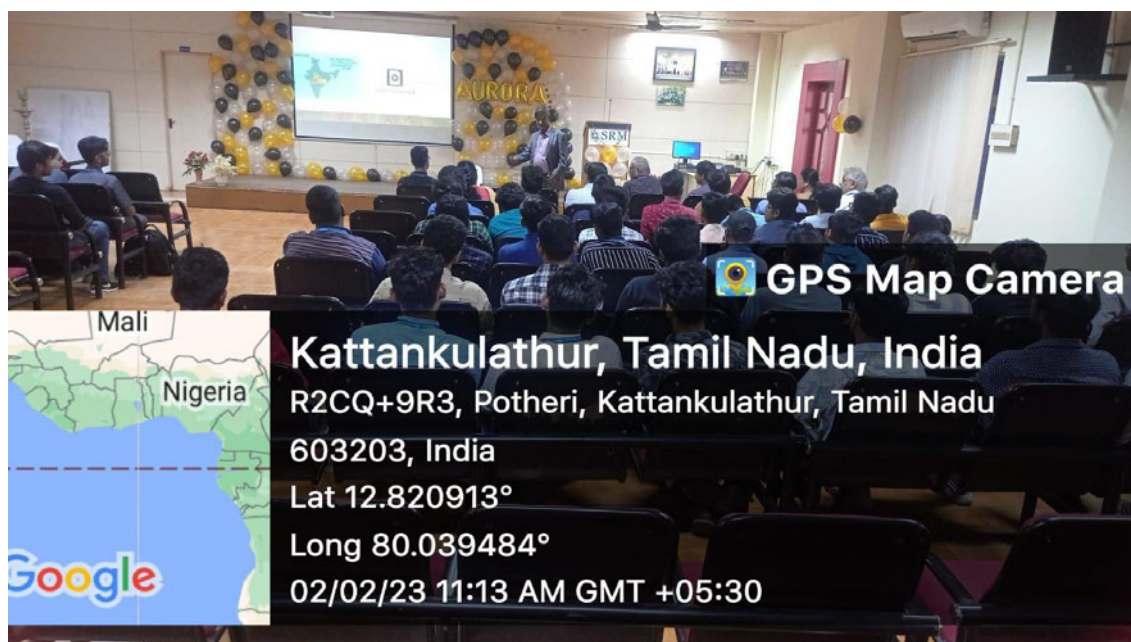 AURORA
SRM
GPS Map Camera
Mali
Nigeria
Google
Kattankulathur, Tamil Nadu, India
R2CQ+9R3, Potheri, Kattankulathur, Tamil Nadu
603203, India
Lat 12.820913°
Long 80.039484°
02/02/23 11:13 AM GMT +05:30